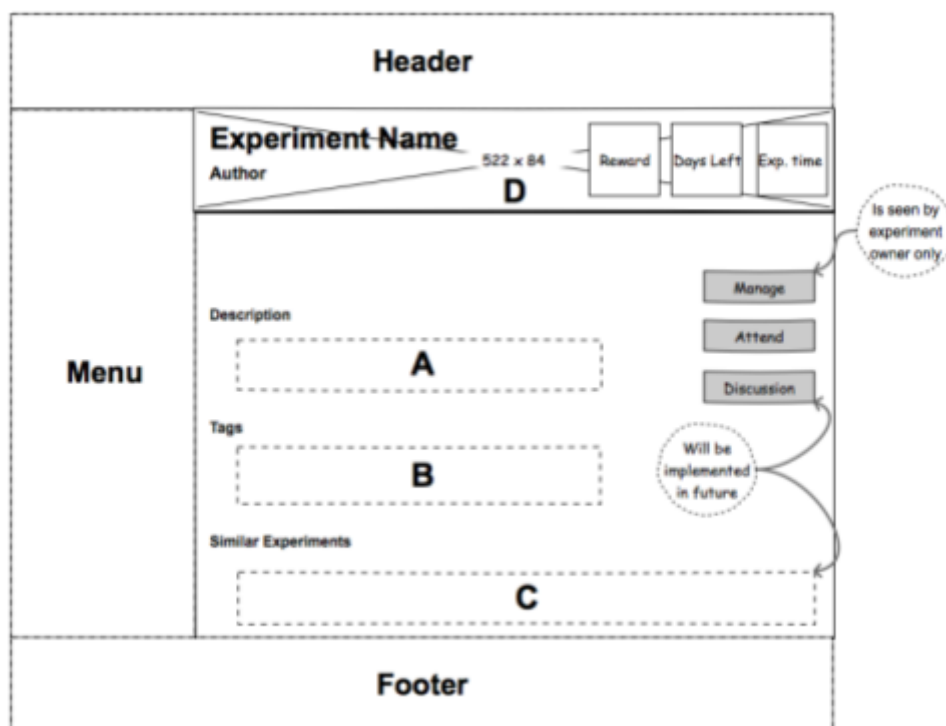 Header
Experiment Name
Author
522 x 84
D
Reward
Days Left
Exp. time
Is seen by
experiment
owner only.
Manage
Attend
Discussion
Menu
Description
A
Tags
B
Will be
implemented
in future
Similar Experiments
C
Footer